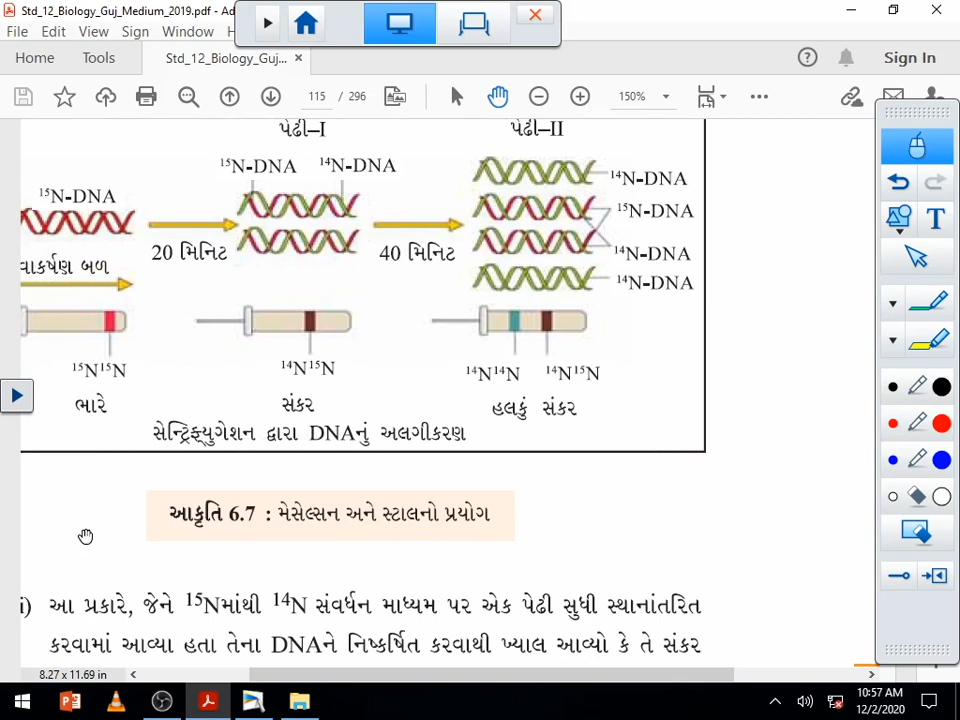 Std_12_Biology_Guj_Medium_2019.pdf - Ad
File Edit View Sign Window H
Home Tools Std_12_Biology_Guj... × Sign In
115 / 296 150%
T
પેઢી–I પેઢી–II
¹⁵N-DNA ¹⁴N-DNA ¹⁴N-DNA
¹⁵N-DNA ¹⁵N-DNA
20 મિનિટ 40 મિનિટ ¹⁴N-DNA
વાકર્ષણ બળ ¹⁴N-DNA
¹⁵N¹⁵N ¹⁴N¹⁵N ¹⁴N¹⁴N ¹⁴N¹⁵N
ભારે સંકર હલકું સંકર
સેન્ટ્રિફ્યુગેશન દ્વારા DNAનું અલગીકરણ
આકૃતિ 6.7 : મેસેલ્સન અને સ્ટાલનો પ્રયોગ
i) આ પ્રકારે, જેને ¹⁵Nમાંથી ¹⁴N સંવર્ધન માધ્યમ પર એક પેઢી સુધી સ્થાનાંતરિત
કરવામાં આવ્યા હતા તેના DNAને નિષ્કર્ષિત કરવાથી ખ્યાલ આવ્યો કે તે સંકર
8.27 x 11.69 in
10:57 AM
12/2/2020